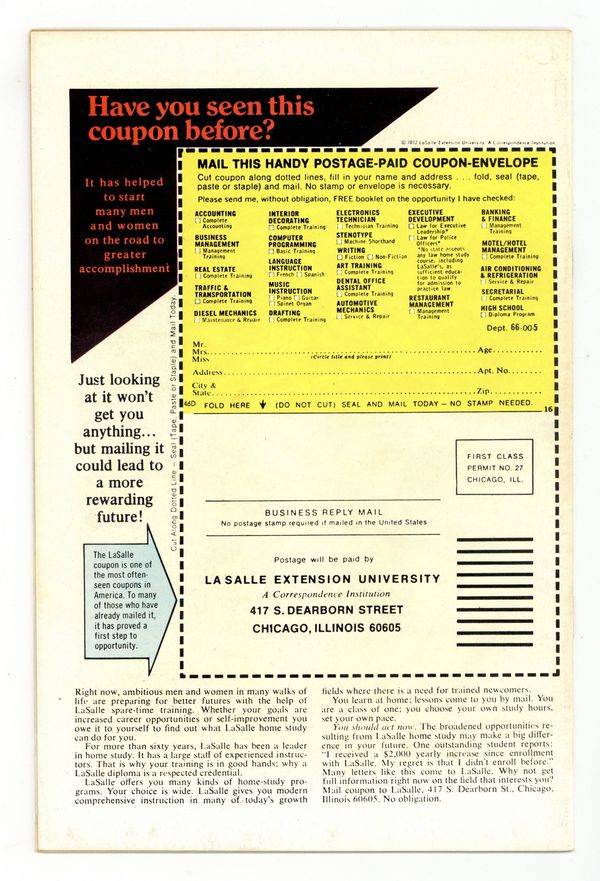 Have you seen this
coupon before?
© 1972 LaSalle Extension University. A Correspondence Institution
It has helped
to start
many men
and women
on the road to
greater
accomplishment
MAIL THIS HANDY POSTAGE-PAID COUPON-ENVELOPE
Cut coupon along dotted lines, fill in your name and address . . . fold, seal (tape,
paste or staple) and mail. No stamp or envelope is necessary.
Please send me, without obligation, FREE booklet on the opportunity I have checked:
ACCOUNTING
Complete
Accounting
BUSINESS
MANAGEMENT
Management
Training
REAL ESTATE
Complete Training
TRAFFIC &
TRANSPORTATION
Complete Training
DIESEL MECHANICS
Maintenance & Repair
INTERIOR
DECORATING
Complete Training
COMPUTER
PROGRAMMING
Basic Training
LANGUAGE
INSTRUCTION
French Spanish
MUSIC
INSTRUCTION
Piano Guitar
Spinet Organ
DRAFTING
Complete Training
ELECTRONICS
TECHNICIAN
Technician Training
STENOTYPE
Machine Shorthand
WRITING
Fiction Non-Fiction
ART TRAINING
Complete Training
DENTAL OFFICE
ASSISTANT
Complete Training
AUTOMOTIVE
MECHANICS
Service & Repair
EXECUTIVE
DEVELOPMENT
Law for Executive
Leadership*
Law for Police
Officers*
*No state accepts
any law home study
course, including
LaSalle's, as
sufficient educa-
tion to qualify
for admission to
practice law.
RESTAURANT
MANAGEMENT
Management
Training
BANKING
& FINANCE
Management
Training
MOTEL/HOTEL
MANAGEMENT
Complete Training
AIR CONDITIONING
& REFRIGERATION
Service & Repair
SECRETARIAL
Complete Training
HIGH SCHOOL
Diploma Program
Dept. 66-005
Mr.
Mrs. Age
Miss (Circle title and please print)
Address Apt. No.
City &
State Zip
46D FOLD HERE (DO NOT CUT) SEAL AND MAIL TODAY — NO STAMP NEEDED. 16
Cut Along Dotted Line — Seal (Tape, Paste or Staple) and Mail Today.
Just looking
at it won't
get you
anything...
but mailing it
could lead to
a more
rewarding
future!
The LaSalle
coupon is one of
the most often-
seen coupons in
America. To many
of those who have
already mailed it,
it has proved a
first step to
opportunity.
FIRST CLASS
PERMIT NO. 27
CHICAGO, ILL.
BUSINESS REPLY MAIL
No postage stamp required if mailed in the United States
Postage will be paid by
LA SALLE EXTENSION UNIVERSITY
A Correspondence Institution
417 S. DEARBORN STREET
CHICAGO, ILLINOIS 60605
Right now, ambitious men and women in many walks of
life are preparing for better futures with the help of
LaSalle spare-time training. Whether your goals are
increased career opportunities or self-improvement you
owe it to yourself to find out what LaSalle home study
can do for you.
For more than sixty years, LaSalle has been a leader
in home study. It has a large staff of experienced instruc-
tors. That is why your training is in good hands; why a
LaSalle diploma is a respected credential.
LaSalle offers you many kinds of home-study pro-
grams. Your choice is wide. LaSalle gives you modern
comprehensive instruction in many of today's growth
fields where there is a need for trained newcomers.
You learn at home; lessons come to you by mail. You
are a class of one; you choose your own study hours,
set your own pace.
You should act now. The broadened opportunities re-
sulting from LaSalle home study may make a big differ-
ence in your future. One outstanding student reports:
"I received a $2,000 yearly increase since enrollment
with LaSalle. My regret is that I didn't enroll before."
Many letters like this come to LaSalle. Why not get
full information right now on the field that interests you?
Mail coupon to LaSalle, 417 S. Dearborn St., Chicago,
Illinois 60605. No obligation.